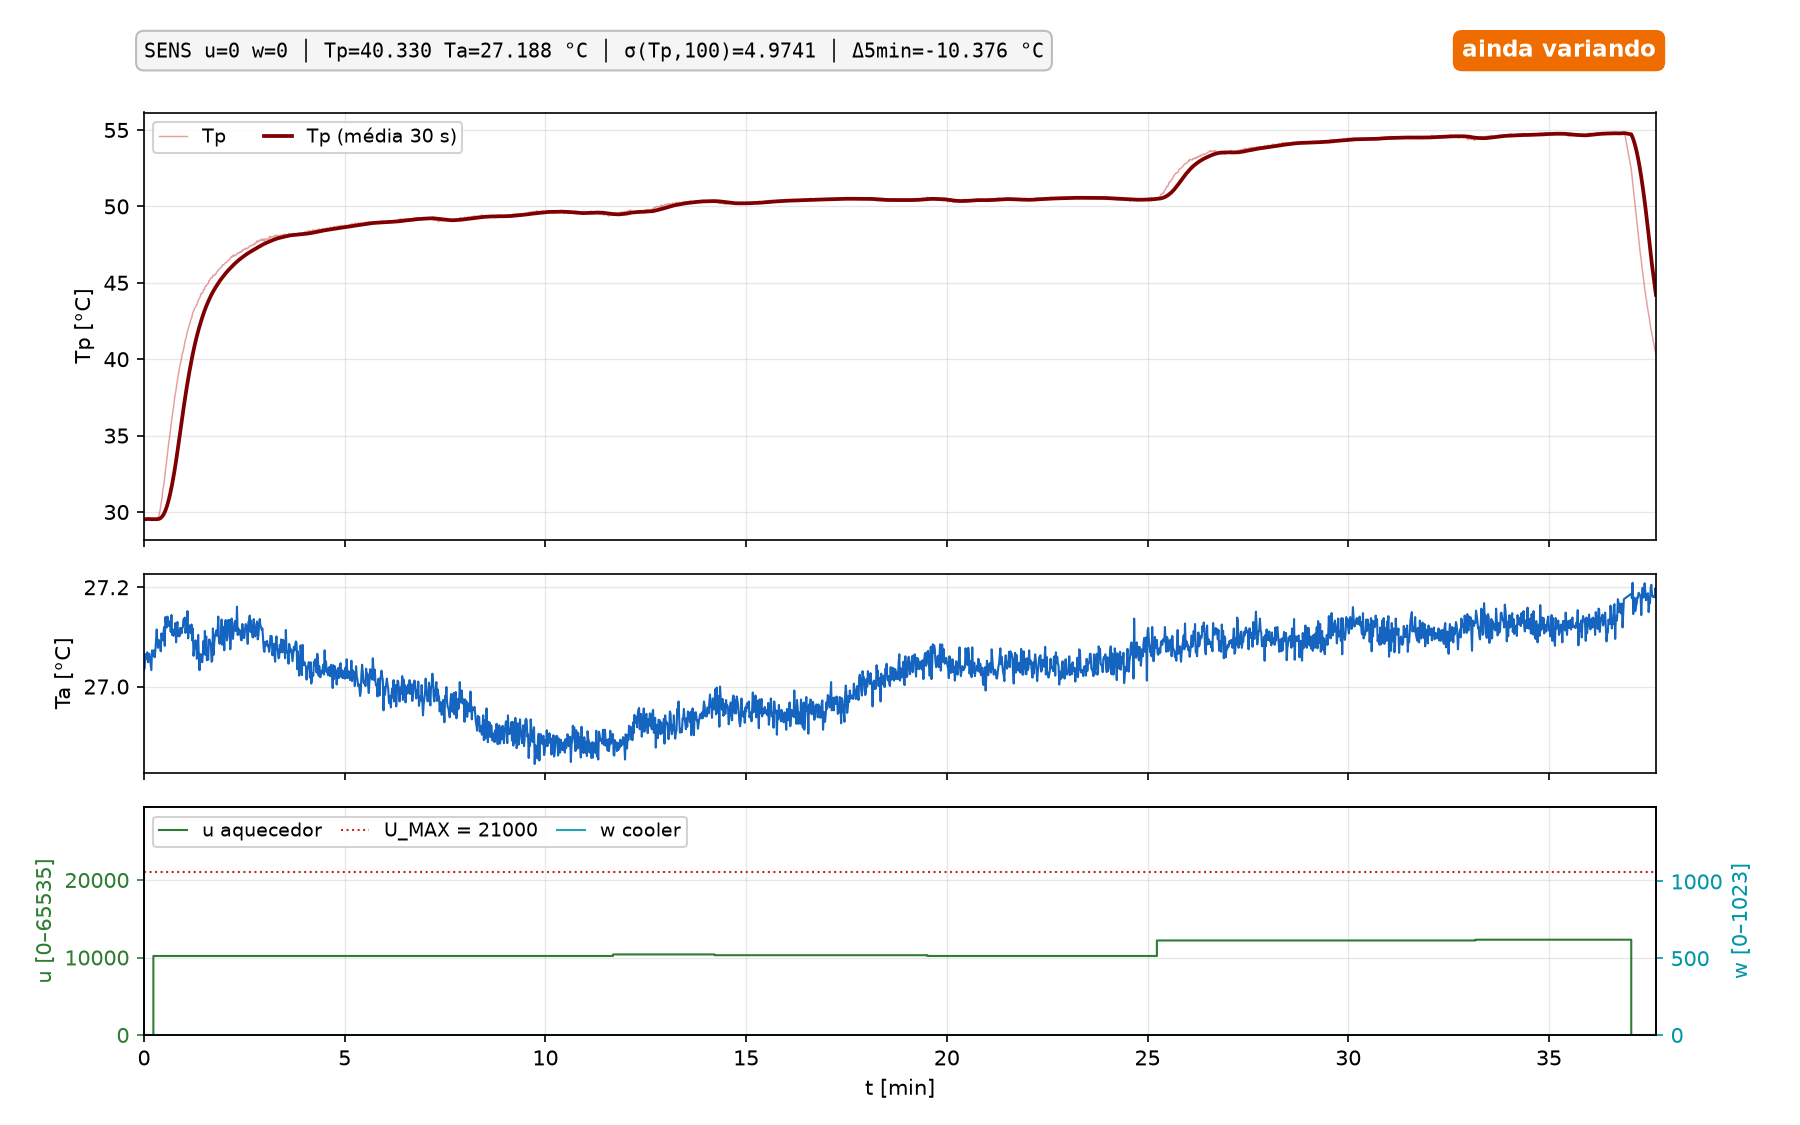 SENS u=0 w=0 | Tp=40.330 Ta=27.188 °C | σ(Tp,100)=4.9741 | Δ5min=-10.376 °C
ainda variando
Tp
Tp (média 30 s)
Tp [°C]
55
50
45
40
35
30
Ta [°C]
27.2
27.0
u aquecedor
U_MAX = 21000
w cooler
u [0–65535]
20000
10000
0
w [0–1023]
1000
500
0
0 5 10 15 20 25 30 35
t [min]